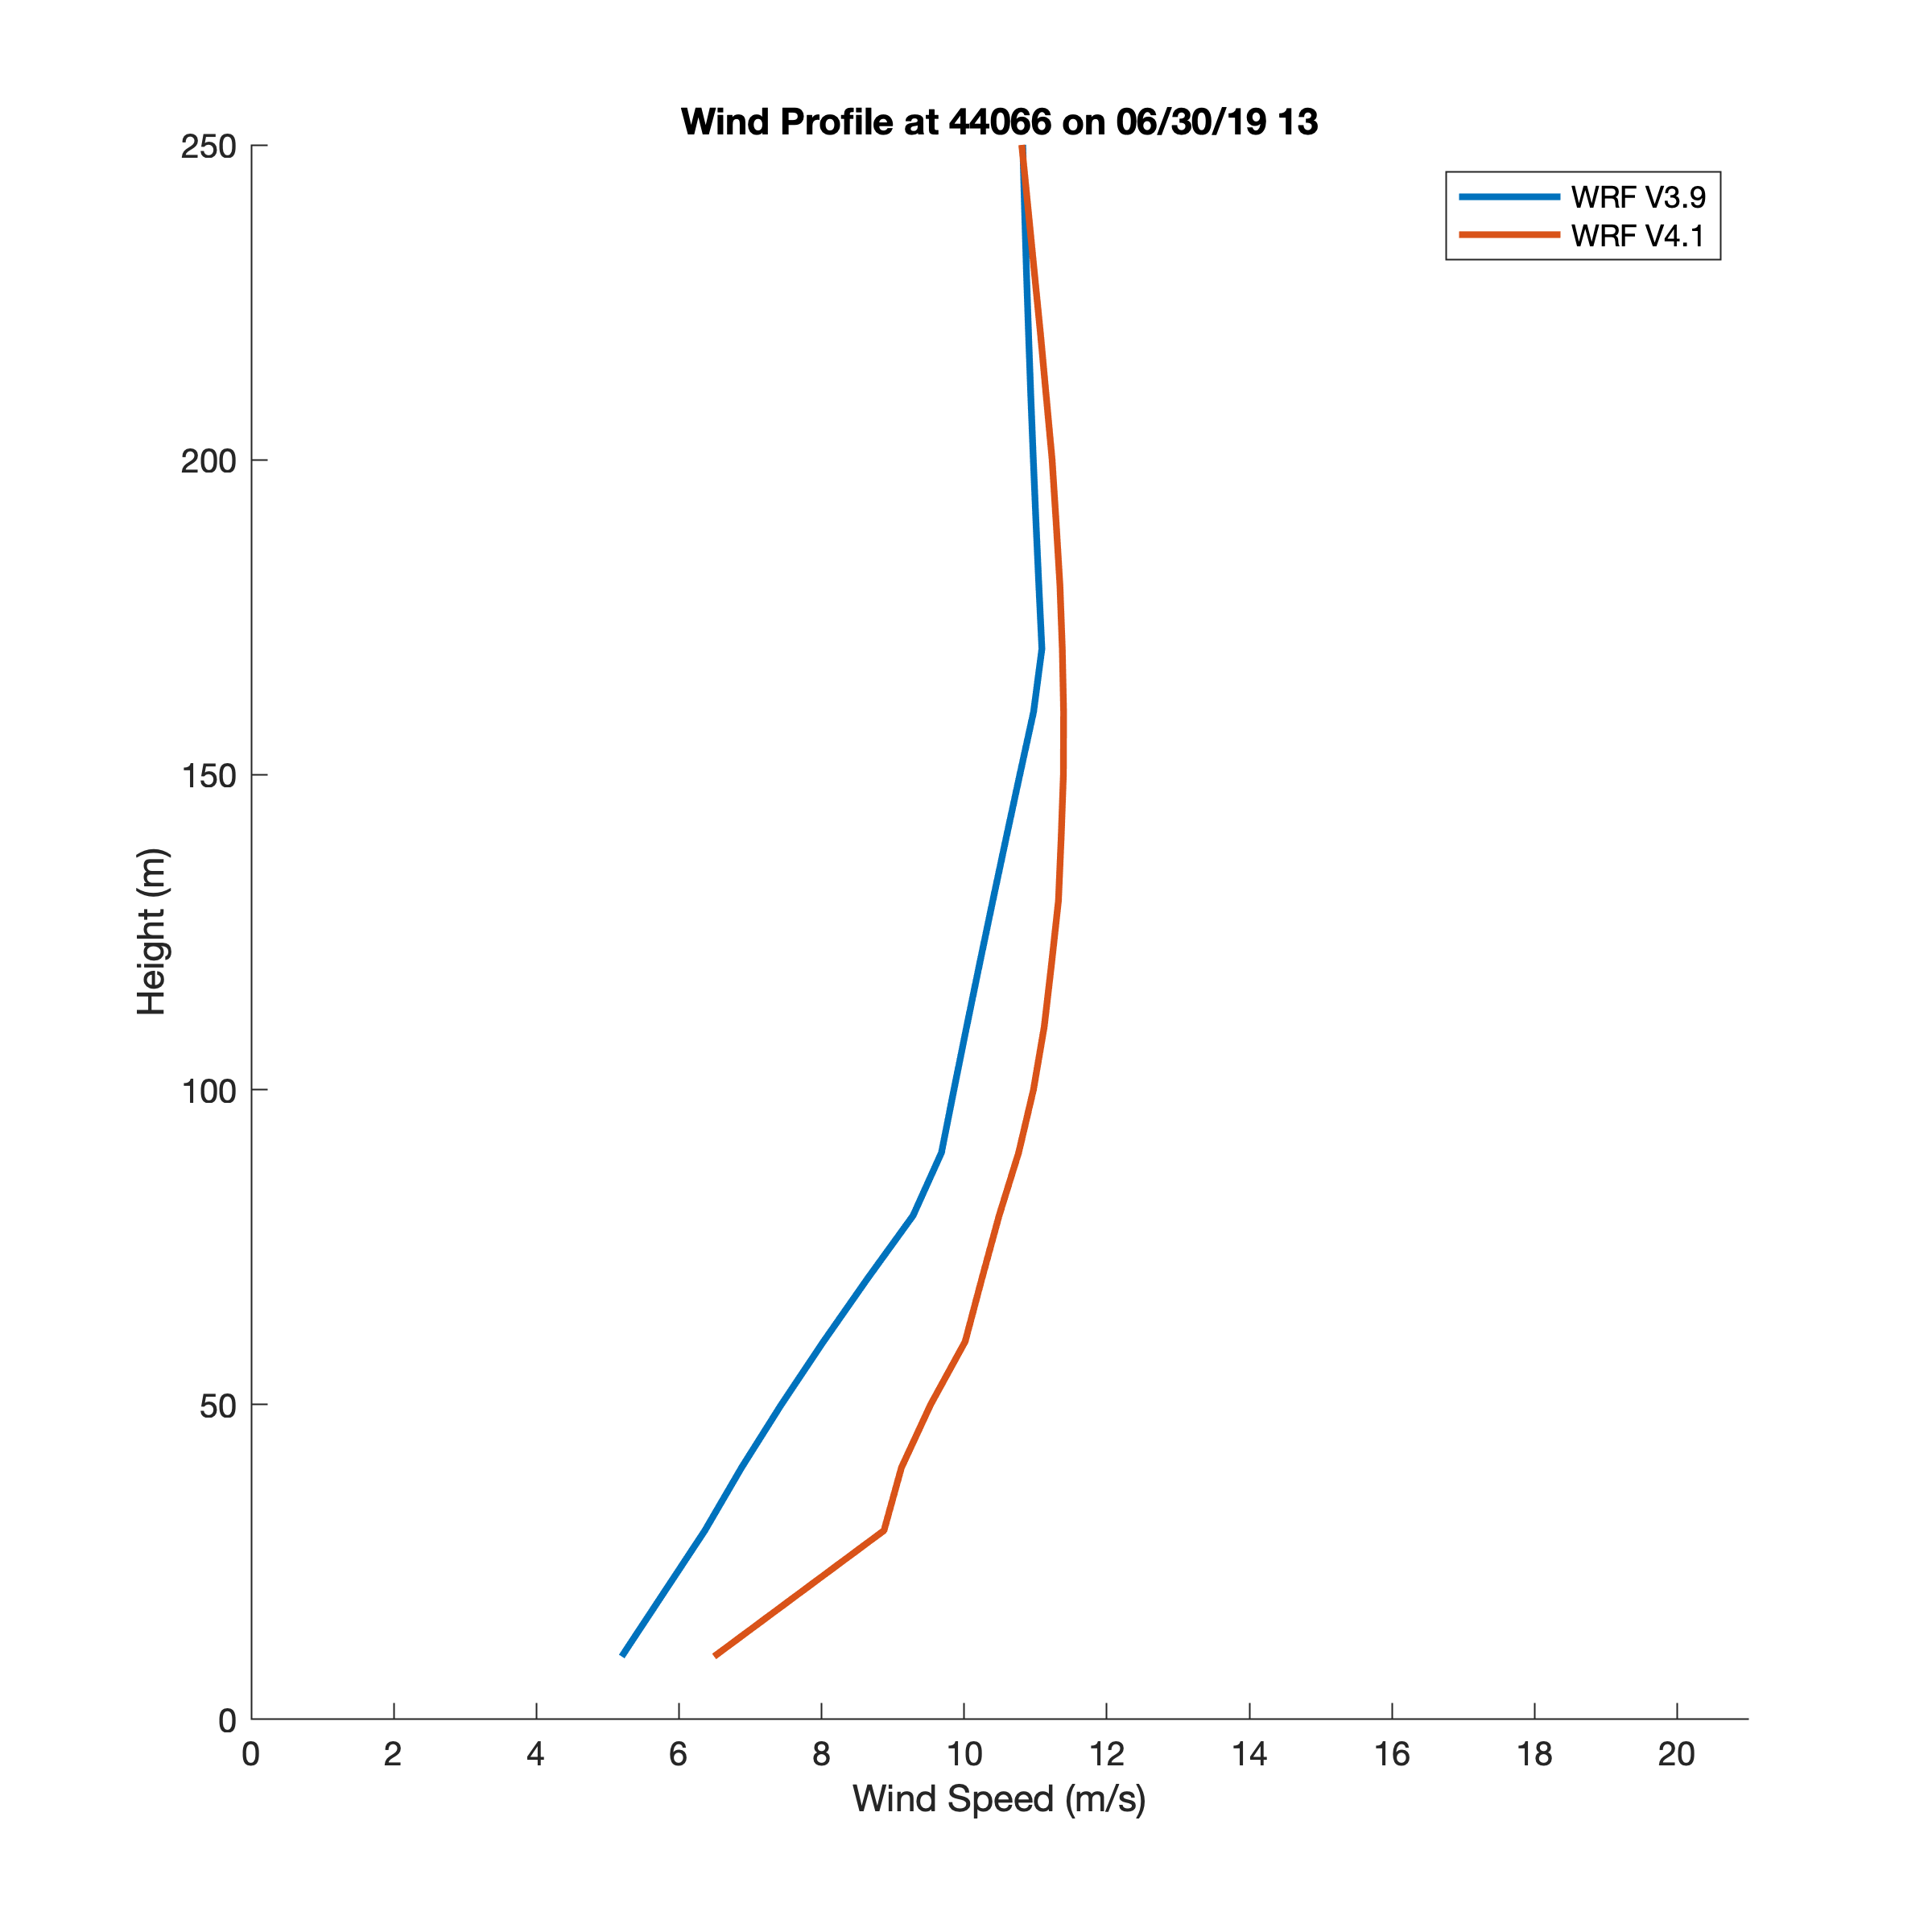 Wind Profile at 44066 on 06/30/19 13
WRF V3.9
WRF V4.1
250
200
150
100
50
0
Height (m)
0 2 4 6 8 10 12 14 16 18 20
Wind Speed (m/s)